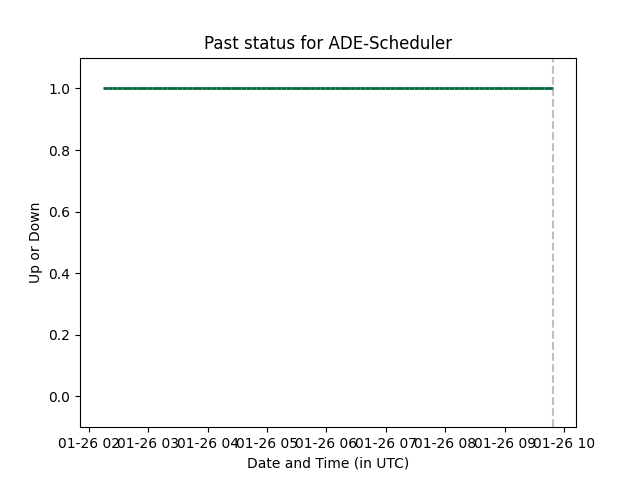 Past status for ADE-Scheduler
Up or Down
1.0
0.8
0.6
0.4
0.2
0.0
01-26 02 01-26 03 01-26 04 01-26 05 01-26 06 01-26 07 01-26 08 01-26 09 01-26 10
Date and Time (in UTC)